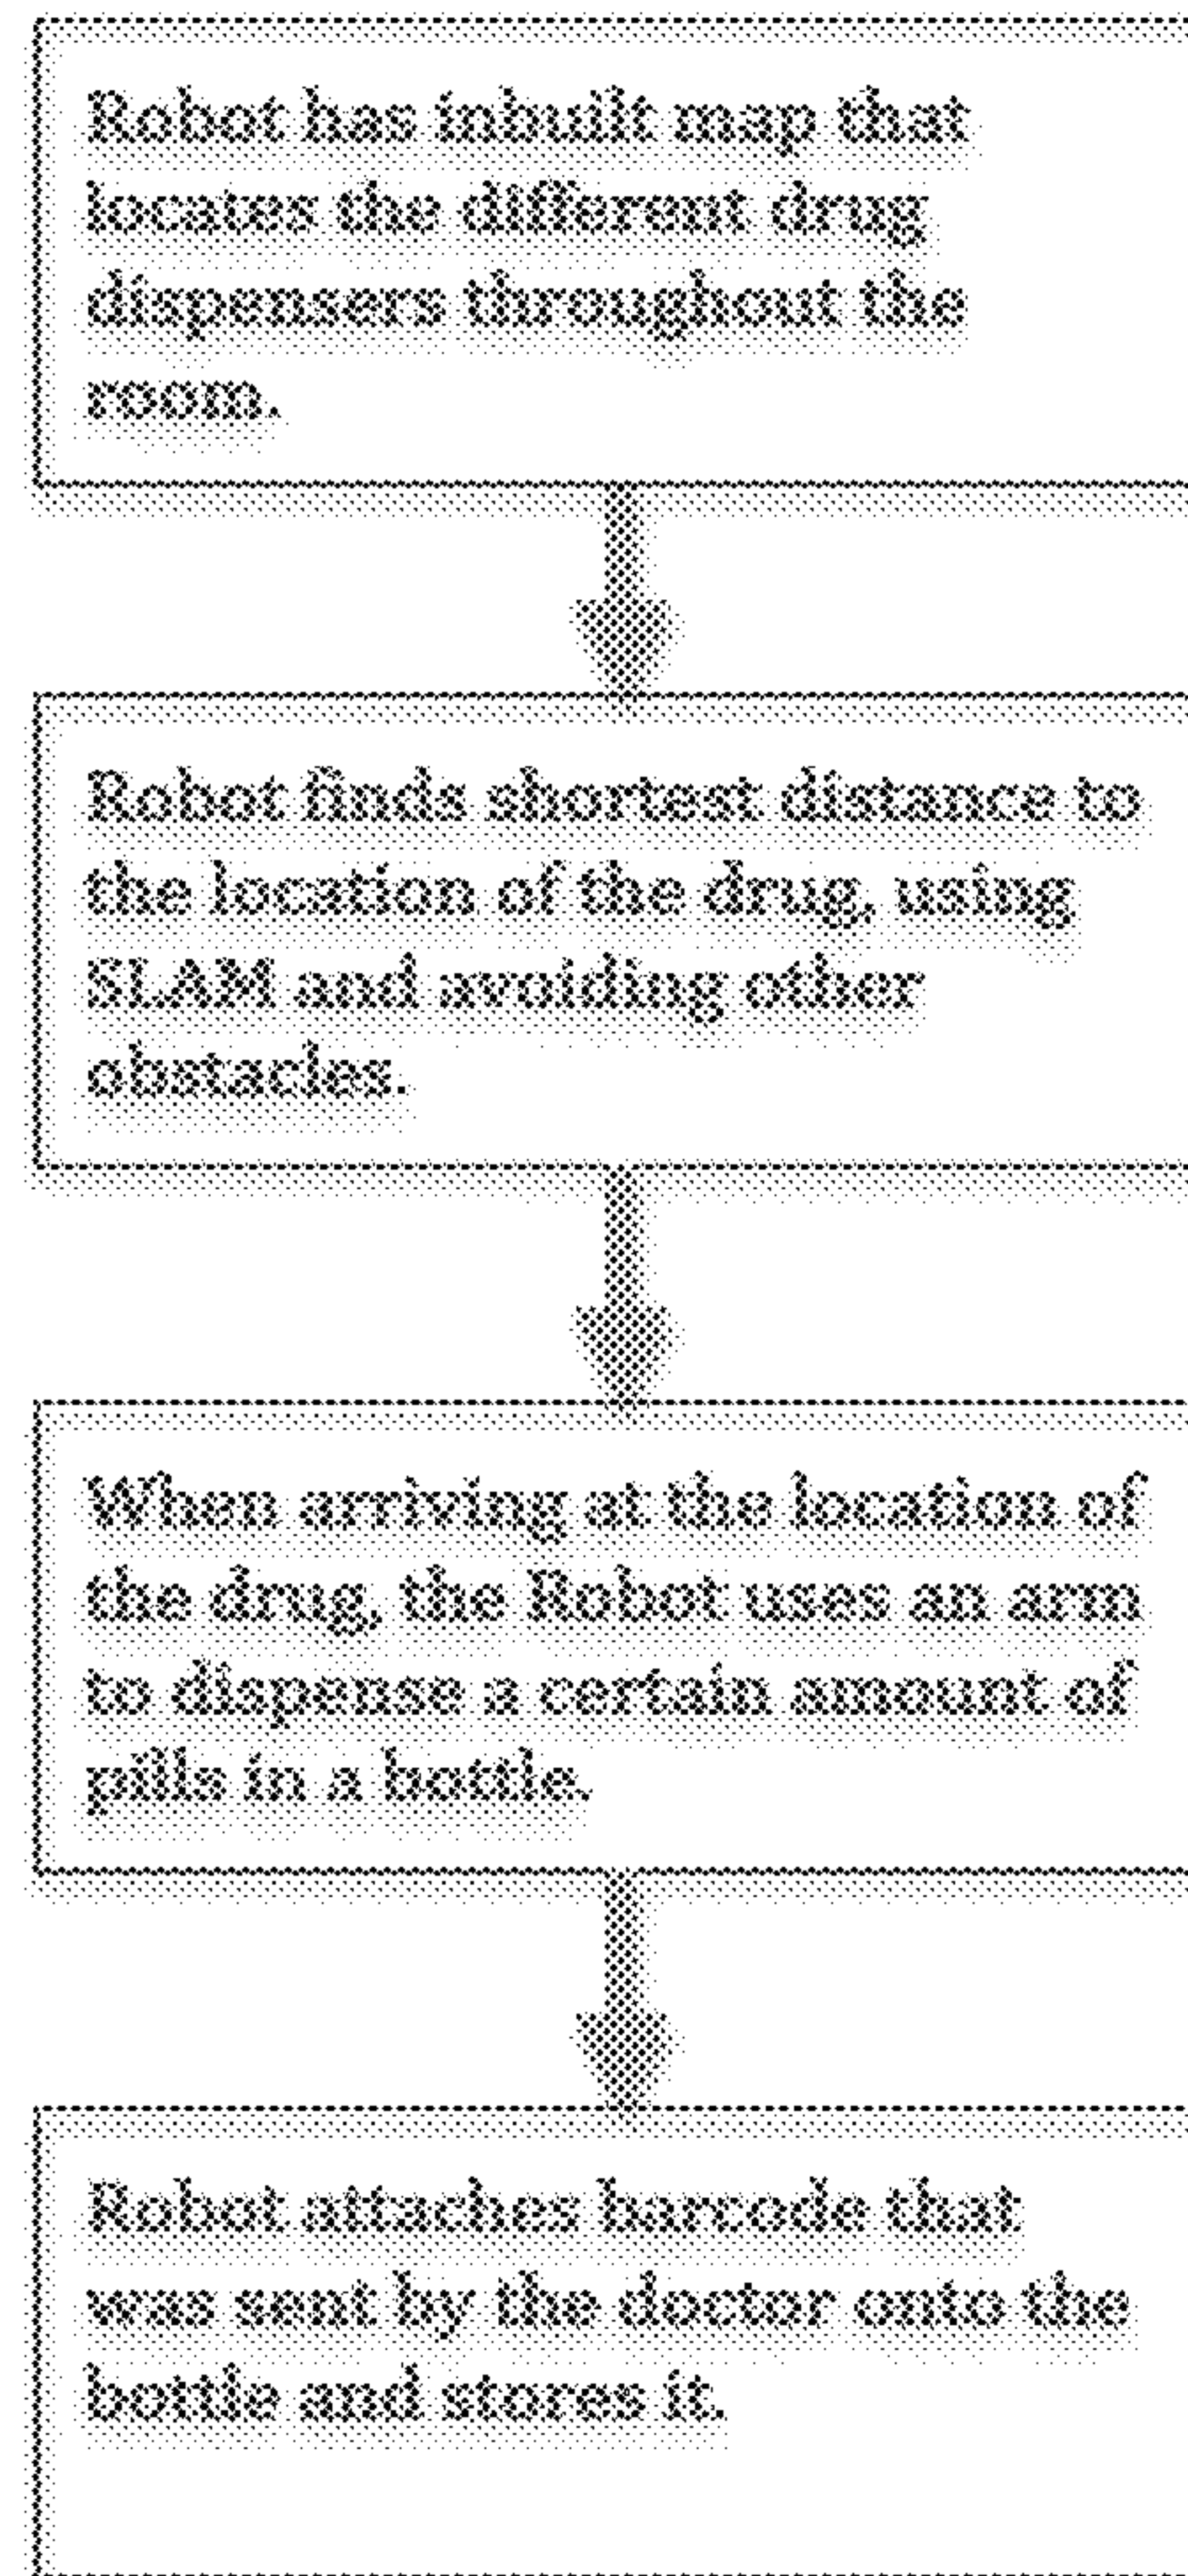 Robot has inbuilt map that
locates the different drug
dispensers throughout the
room.
Robot finds shortest distance to
the location of the drug, using
SLAM and avoiding other
obstacles.
When arriving at the location of
the drug, the Robot uses an arm
to dispense a certain amount of
pills in a bottle.
Robot attaches barcode that
was sent by the doctor onto the
bottle and stores it.